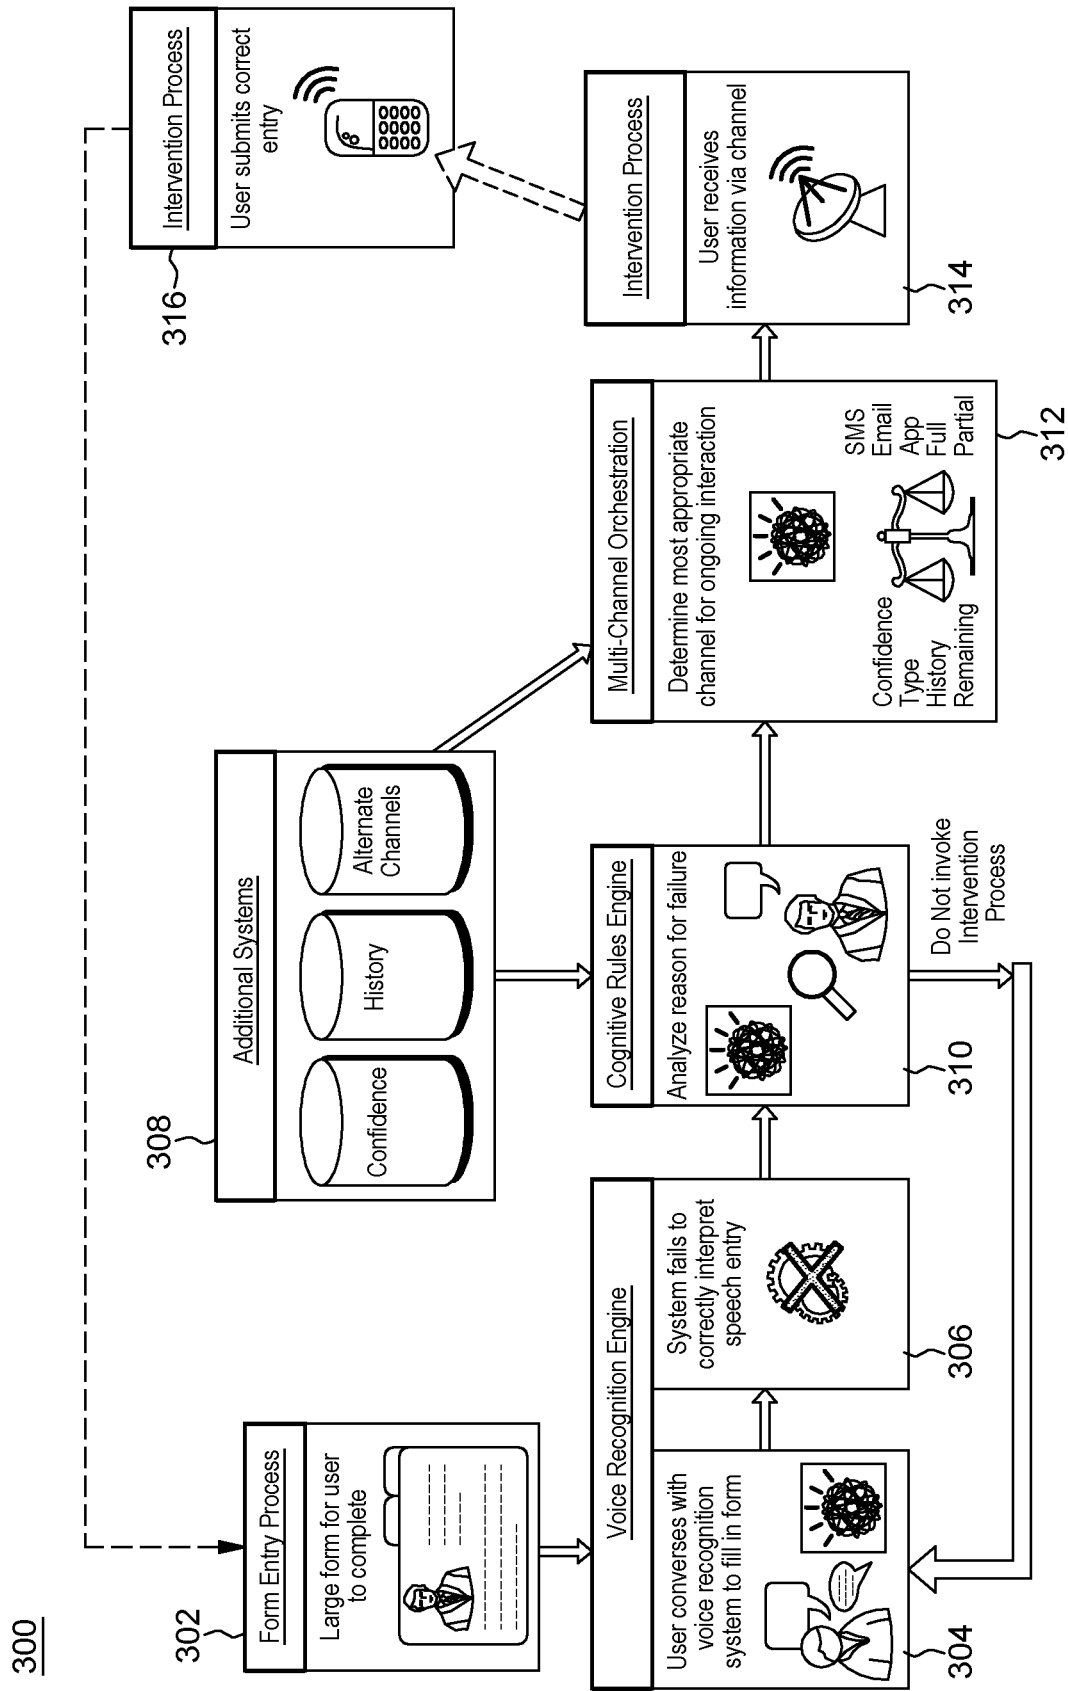 300
302
Form Entry Process
Large form for user
to complete
308
Additional Systems
Confidence
History
Alternate
Channels
316
Intervention Process
User submits correct
entry
Voice Recognition Engine
User converses with
voice recognition
system to fill in form
304
System fails to
correctly interpret
speech entry
306
Cognitive Rules Engine
Analyze reason for failure
310
Do Not invoke
Intervention
Process
Multi-Channel Orchestration
Determine most appropriate
channel for ongoing interaction
Confidence
Type
History
Remaining
SMS
Email
App
Full
Partial
312
Intervention Process
User receives
information via channel
314